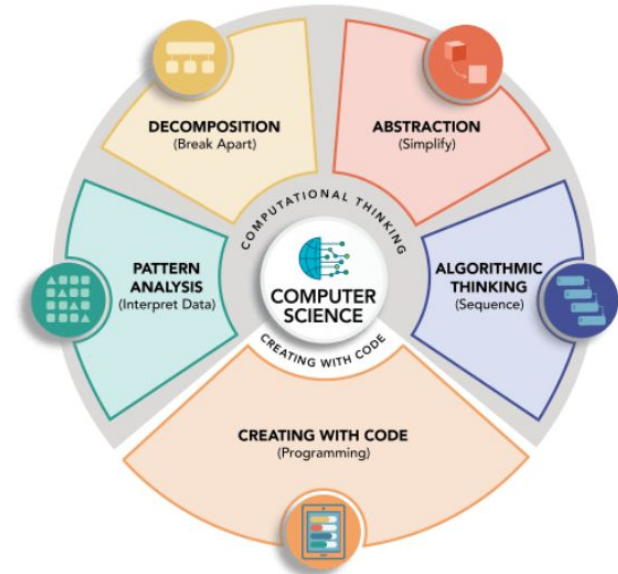 DECOMPOSITION
(Break Apart)
ABSTRACTION
(Simplify)
COMPUTATIONAL THINKING
PATTERN
ANALYSIS
(Interpret Data)
COMPUTER
SCIENCE
ALGORITHMIC
THINKING
(Sequence)
CREATING WITH CODE
CREATING WITH CODE
(Programming)